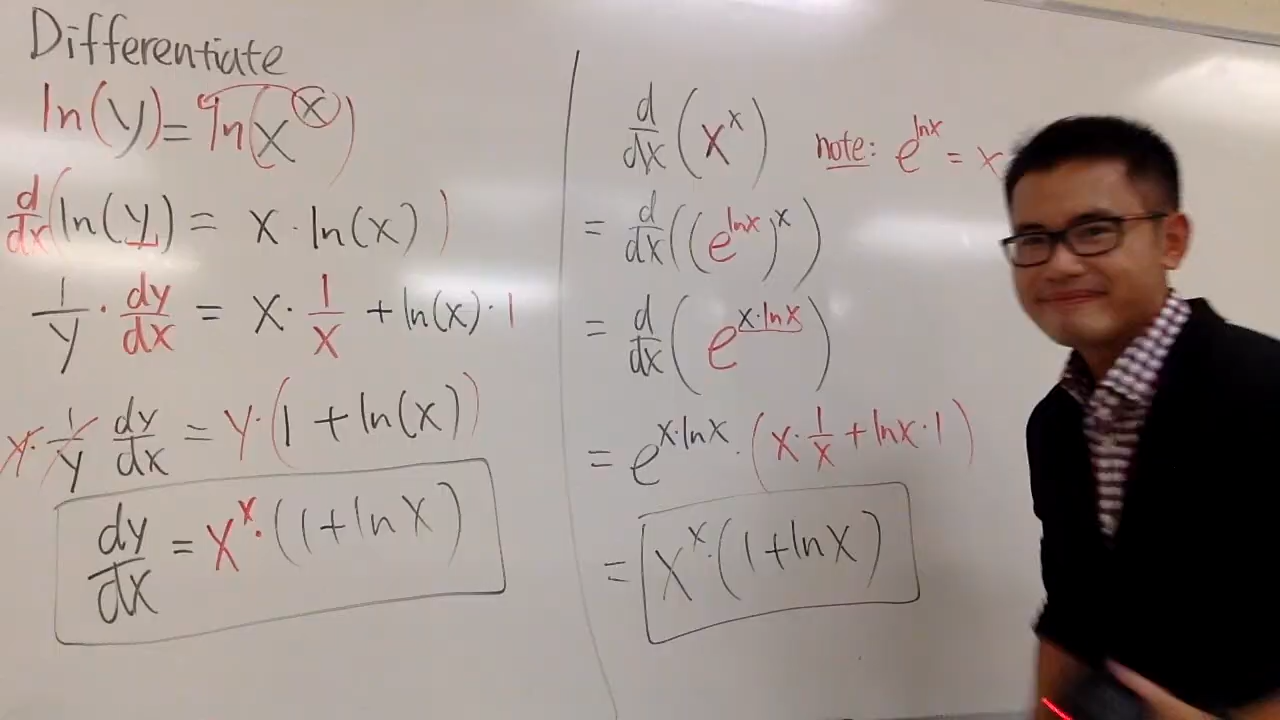 Differentiate
ln(y) = ln(x^x)
d/dx (ln(y) = x · ln(x))
1/y · dy/dx = x · 1/x + ln(x) · 1
y · 1/y dy/dx = y · (1 + ln(x))
dy/dx = x^x · (1 + ln x)
d/dx (x^x)
note: e^lnx = x
= d/dx ((e^lnx)^x)
= d/dx (e^x·lnx)
= e^x·lnx · (x · 1/x + lnx · 1)
= x^x · (1 + ln x)